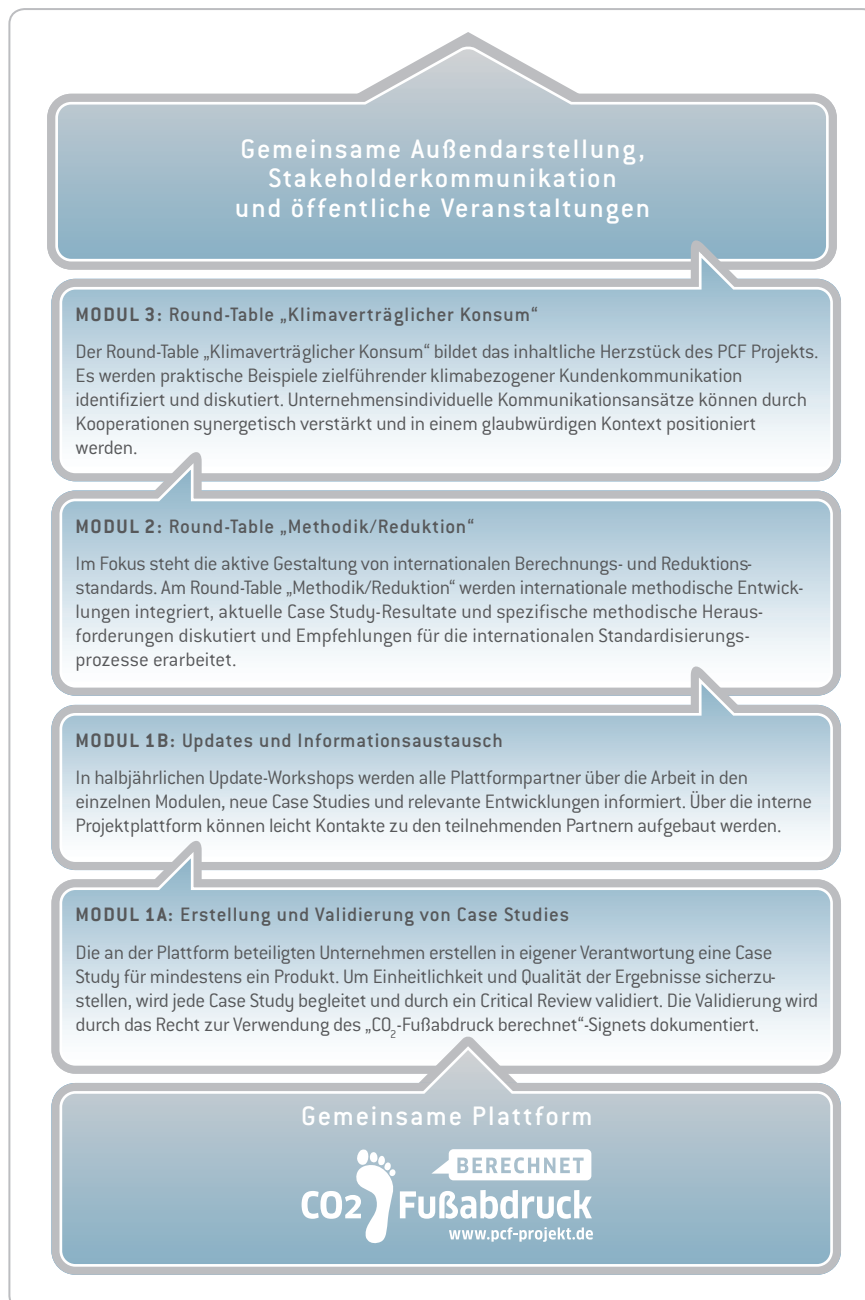 Gemeinsame Außendarstellung,
Stakeholderkommunikation
und öffentliche Veranstaltungen
MODUL 3: Round-Table „Klimaverträglicher Konsum“
Der Round-Table „Klimaverträglicher Konsum“ bildet das inhaltliche Herzstück des PCF Projekts.
Es werden praktische Beispiele zielführender klimabezogener Kundenkommunikation
identifiziert und diskutiert. Unternehmensindividuelle Kommunikationsansätze können durch
Kooperationen synergetisch verstärkt und in einem glaubwürdigen Kontext positioniert
werden.
MODUL 2: Round-Table „Methodik/Reduktion“
Im Fokus steht die aktive Gestaltung von internationalen Berechnungs- und Reduktions-
standards. Am Round-Table „Methodik/Reduktion“ werden internationale methodische Entwick-
lungen integriert, aktuelle Case Study-Resultate und spezifische methodische Heraus-
forderungen diskutiert und Empfehlungen für die internationalen Standardisierungs-
prozesse erarbeitet.
MODUL 1B: Updates und Informationsaustausch
In halbjährlichen Update-Workshops werden alle Plattformpartner über die Arbeit in den
einzelnen Modulen, neue Case Studies und relevante Entwicklungen informiert. Über die interne
Projektplattform können leicht Kontakte zu den teilnehmenden Partnern aufgebaut werden.
MODUL 1A: Erstellung und Validierung von Case Studies
Die an der Plattform beteiligten Unternehmen erstellen in eigener Verantwortung eine Case
Study für mindestens ein Produkt. Um Einheitlichkeit und Qualität der Ergebnisse sicherzu-
stellen, wird jede Case Study begleitet und durch ein Critical Review validiert. Die Validierung wird
durch das Recht zur Verwendung des „CO₂-Fußabdruck berechnet“-Signets dokumentiert.
Gemeinsame Plattform
BERECHNET
CO2 Fußabdruck
www.pcf-projekt.de